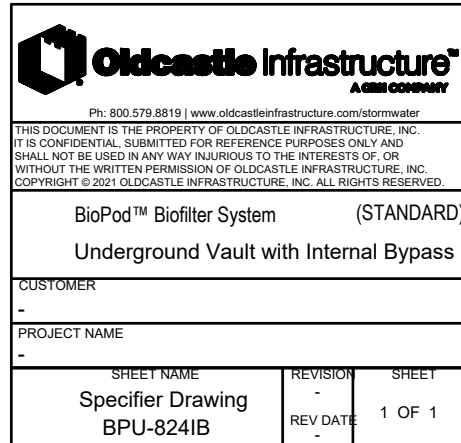 Oldcastle Infrastructure™
A CRH COMPANY
Ph: 800.579.8819 | www.oldcastleinfrastructure.com/stormwater
THIS DOCUMENT IS THE PROPERTY OF OLDCASTLE INFRASTRUCTURE, INC.
IT IS CONFIDENTIAL, SUBMITTED FOR REFERENCE PURPOSES ONLY AND
SHALL NOT BE USED IN ANY WAY INJURIOUS TO THE INTERESTS OF, OR
WITHOUT THE WRITTEN PERMISSION OF OLDCASTLE INFRASTRUCTURE, INC.
COPYRIGHT © 2021 OLDCASTLE INFRASTRUCTURE, INC. ALL RIGHTS RESERVED.
BioPod™ Biofilter System (STANDARD)
Underground Vault with Internal Bypass
CUSTOMER
-
PROJECT NAME
-
SHEET NAME
Specifier Drawing
BPU-824IB
REVISION
-
REV DATE
-
SHEET
1 OF 1